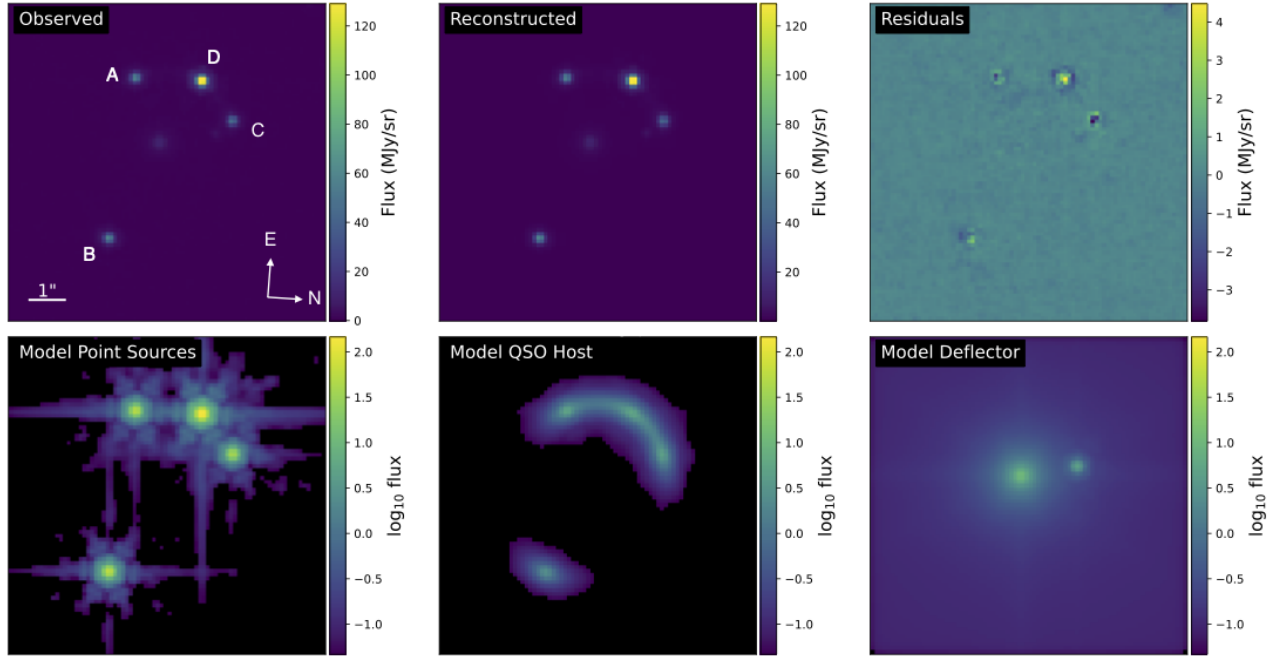 Observed
A
D
C
B
1"
E
N
120
100
80
60
40
20
0
Flux (MJy/sr)
Reconstructed
120
100
80
60
40
20
Flux (MJy/sr)
Residuals
4
3
2
1
0
−1
−2
−3
Flux (MJy/sr)
Model Point Sources
2.0
1.5
1.0
0.5
0.0
−0.5
−1.0
log₁₀ flux
Model QSO Host
2.0
1.5
1.0
0.5
0.0
−0.5
−1.0
log₁₀ flux
Model Deflector
2.0
1.5
1.0
0.5
0.0
−0.5
−1.0
log₁₀ flux